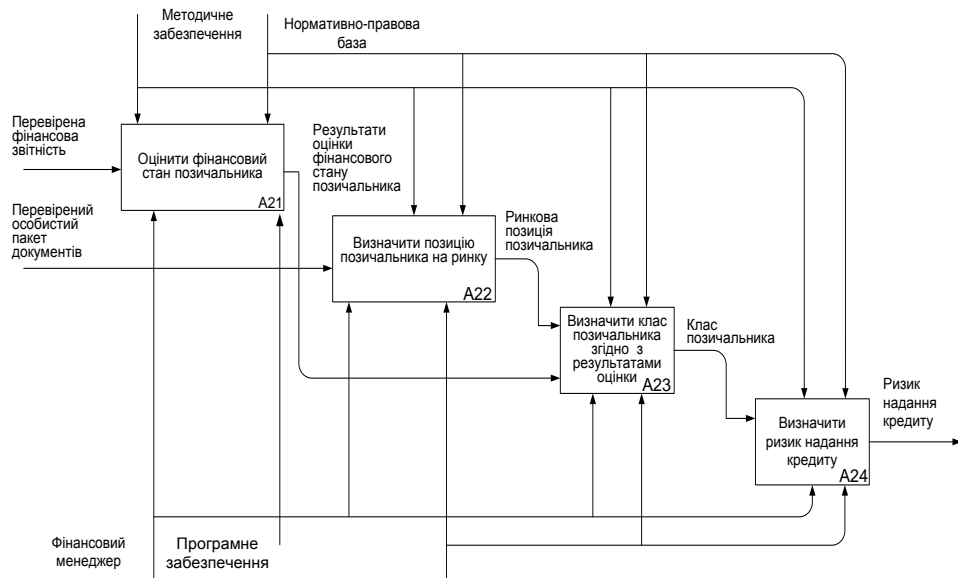 Методичне
забезпечення
Нормативно-правова
база
Перевірена
фінансова
звітність
Оцінити фінансовий
стан позичальника
A21
Результати
оцінки
фінансового
стану
позичальника
Перевірений
особистий
пакет
документів
Визначити позицію
позичальника на ринку
A22
Ринкова
позиція
позичальника
Визначити клас
позичальника
згідно з
результатами
оцінки
A23
Клас
позичальника
Визначити
ризик надання
кредиту
A24
Ризик
надання
кредиту
Фінансовий
менеджер
Програмне
забезпечення